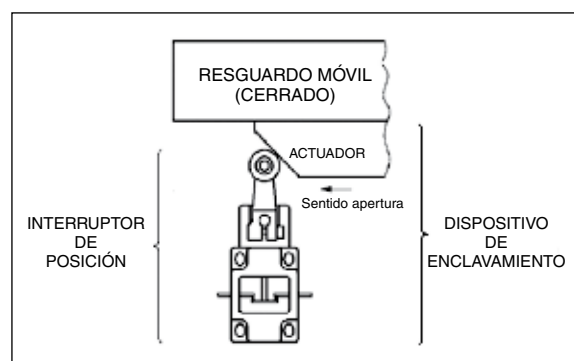 RESGUARDO MÓVIL
(CERRADO)
ACTUADOR
Sentido apertura
INTERRUPTOR
DE
POSICIÓN
DISPOSITIVO
DE
ENCLAVAMIENTO